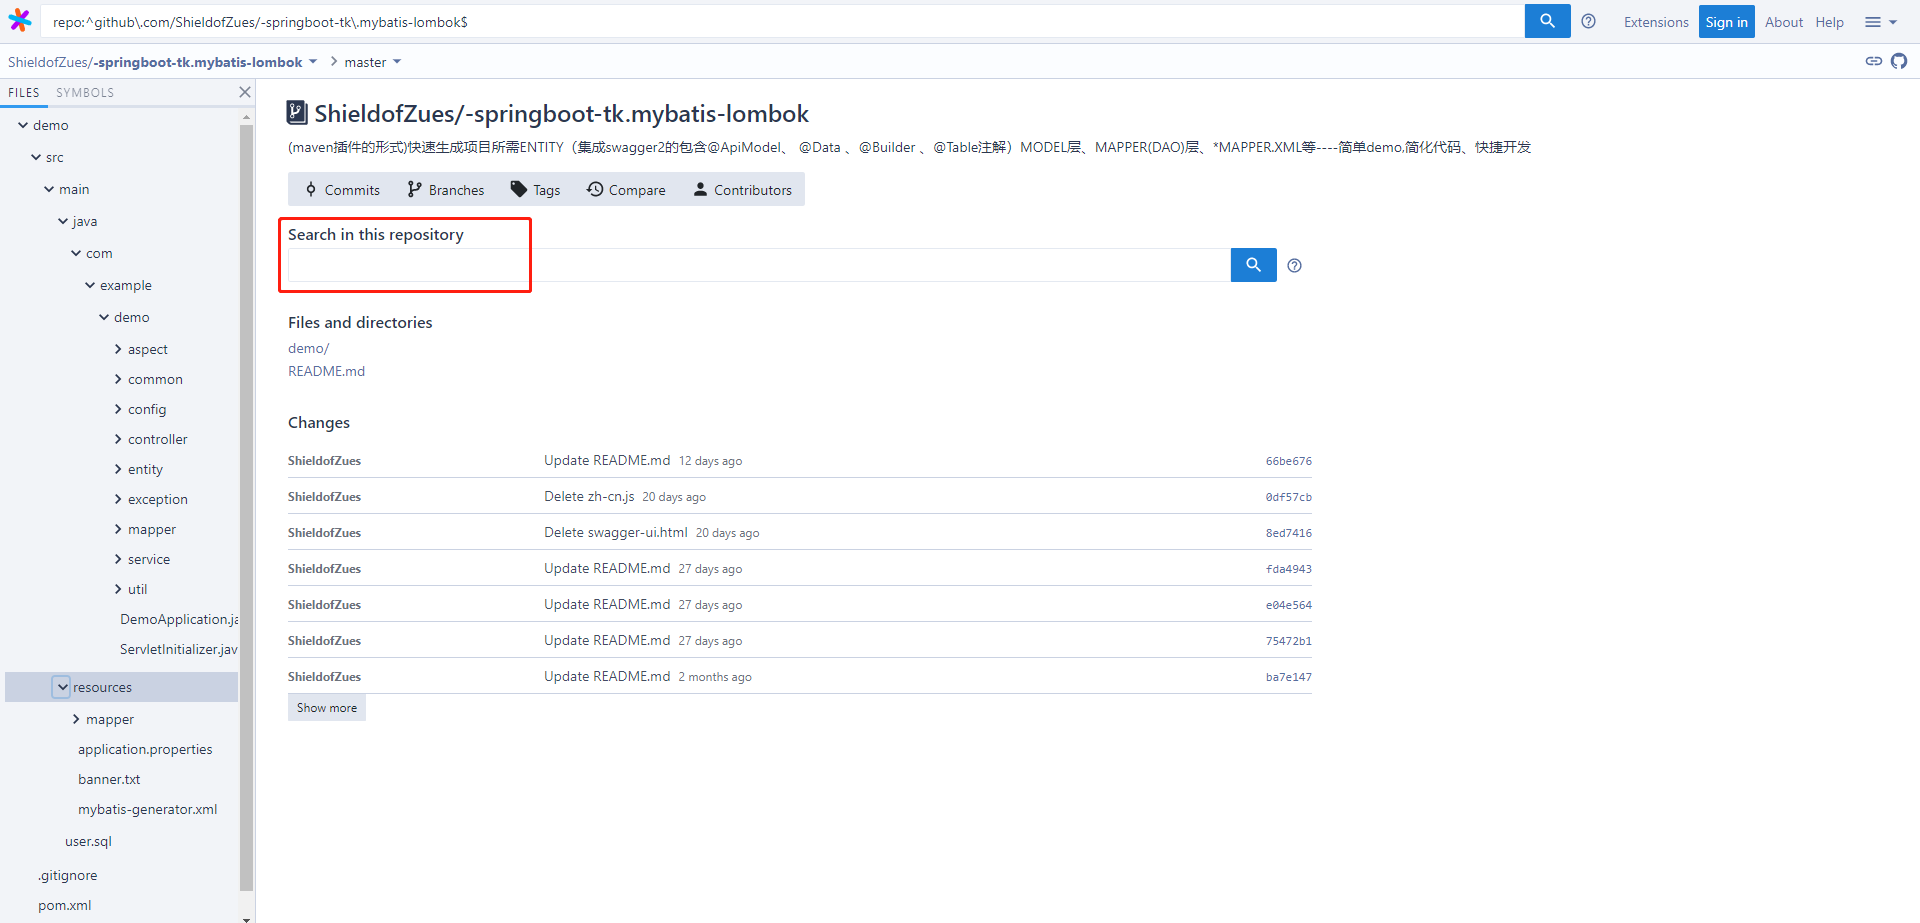 repo:^github\.com/ShieldofZues/-springboot-tk\.mybatis-lombok$
Extensions
Sign in
About
Help
ShieldofZues/-springboot-tk.mybatis-lombok
master
FILES
SYMBOLS
demo
src
main
java
com
example
demo
aspect
common
config
controller
entity
exception
mapper
service
util
DemoApplication.ja
ServletInitializer.jav
resources
mapper
application.properties
banner.txt
mybatis-generator.xml
user.sql
.gitignore
pom.xml
ShieldofZues/-springboot-tk.mybatis-lombok
(maven插件的形式)快速生成项目所需ENTITY（集成swagger2的包含@ApiModel、 @Data 、@Builder 、@Table注解）MODEL层、MAPPER(DAO)层、*MAPPER.XML等----简单demo,简化代码、快捷开发
Commits
Branches
Tags
Compare
Contributors
Search in this repository
Files and directories
demo/
README.md
Changes
ShieldofZues Update README.md 12 days ago 66be676
ShieldofZues Delete zh-cn.js 20 days ago 0df57cb
ShieldofZues Delete swagger-ui.html 20 days ago 8ed7416
ShieldofZues Update README.md 27 days ago fda4943
ShieldofZues Update README.md 27 days ago e04e564
ShieldofZues Update README.md 27 days ago 75472b1
ShieldofZues Update README.md 2 months ago ba7e147
Show more